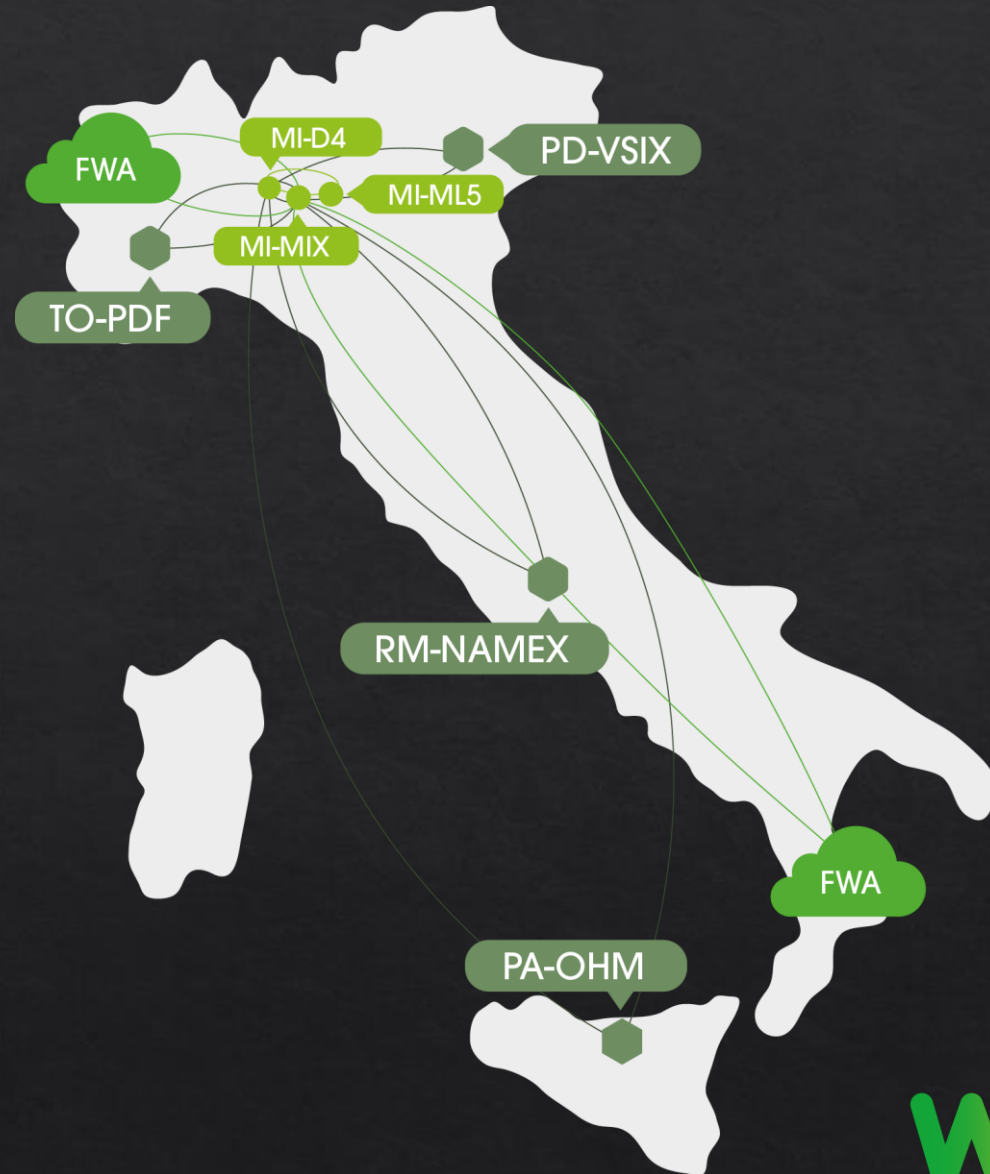 MI-D4
PD-VSIX
FWA
MI-ML5
MI-MIX
TO-PDF
RM-NAMEX
FWA
PA-OHM